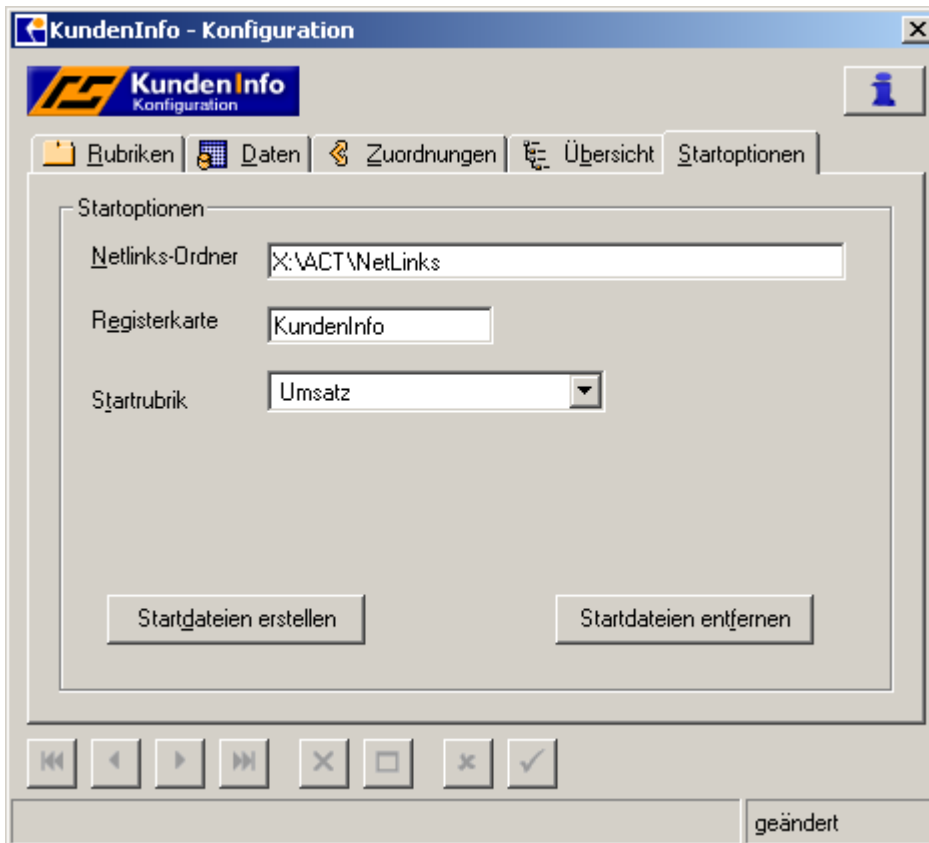 KundenInfo - Konfiguration
KundenInfo
Konfiguration
Rubriken Daten Zuordnungen Übersicht Startoptionen
Startoptionen
Netlinks-Ordner X:\ACT\NetLinks
Registerkarte KundenInfo
Startrubrik Umsatz
Startdateien erstellen Startdateien entfernen
geändert